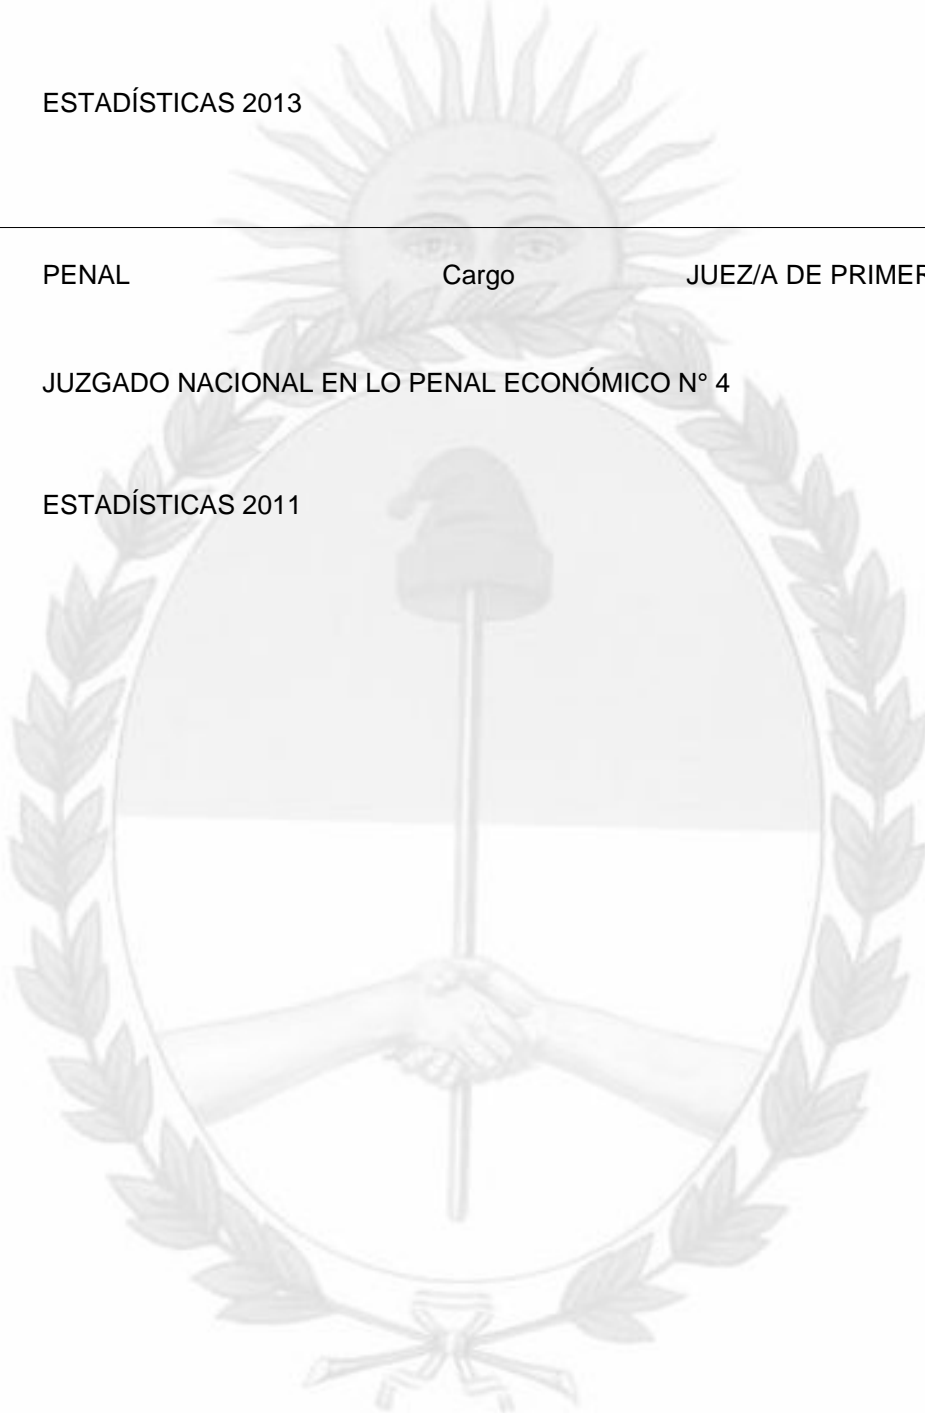 ESTADÍSTICAS 2013
PENAL Cargo JUEZ/A DE PRIMER
JUZGADO NACIONAL EN LO PENAL ECONÓMICO N° 4
ESTADÍSTICAS 2011